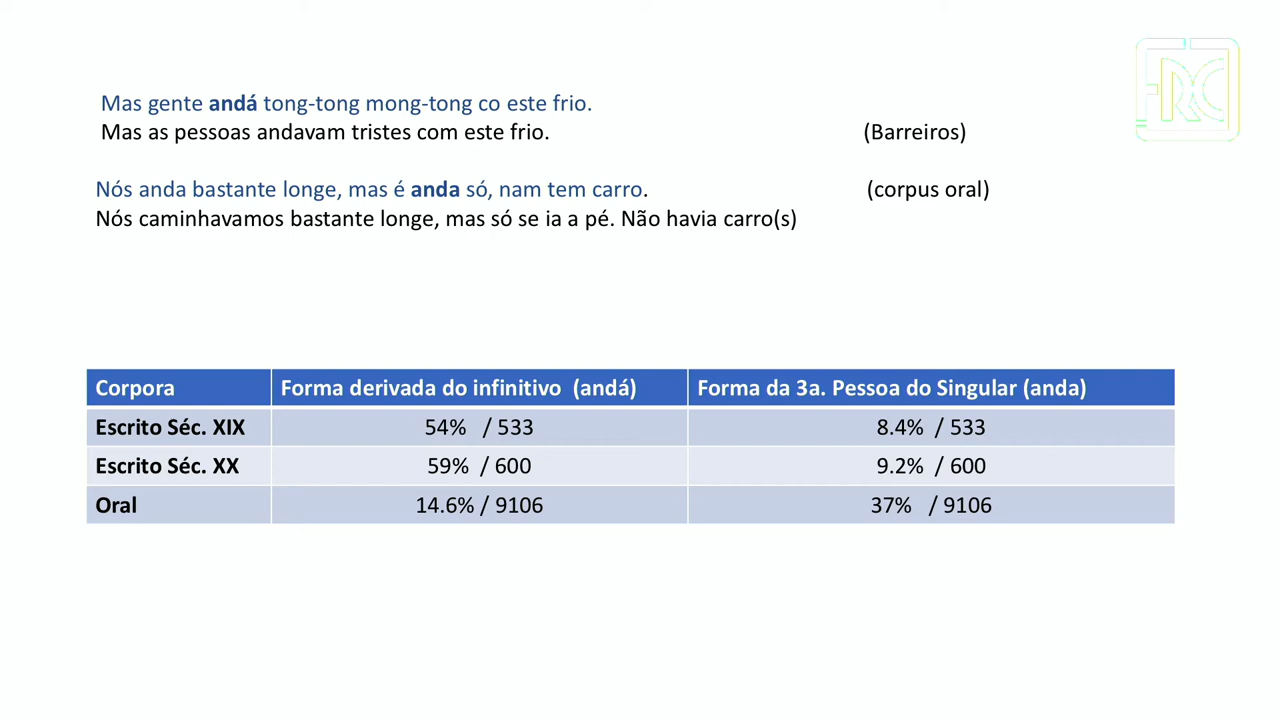 Mas gente andá tong-tong mong-tong co este frio.
Mas as pessoas andavam tristes com este frio. (Barreiros)
Nós anda bastante longe, mas é anda só, nam tem carro. (corpus oral)
Nós caminhavamos bastante longe, mas só se ia a pé. Não havia carro(s)
Corpora Forma derivada do infinitivo (andá) Forma da 3a. Pessoa do Singular (anda)
Escrito Séc. XIX 54% / 533 8.4% / 533
Escrito Séc. XX 59% / 600 9.2% / 600
Oral 14.6% / 9106 37% / 9106